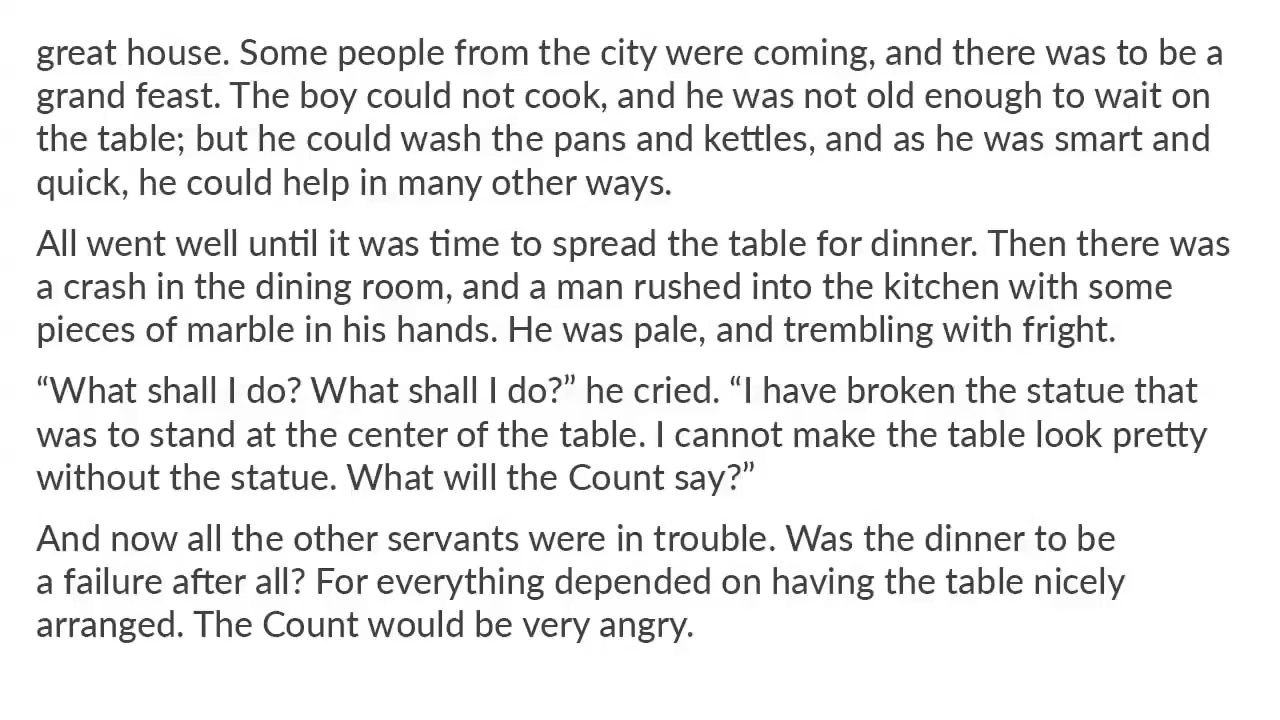 great house. Some people from the city were coming, and there was to be a
grand feast. The boy could not cook, and he was not old enough to wait on
the table; but he could wash the pans and kettles, and as he was smart and
quick, he could help in many other ways.
All went well until it was time to spread the table for dinner. Then there was
a crash in the dining room, and a man rushed into the kitchen with some
pieces of marble in his hands. He was pale, and trembling with fright.
“What shall I do? What shall I do?” he cried. “I have broken the statue that
was to stand at the center of the table. I cannot make the table look pretty
without the statue. What will the Count say?”
And now all the other servants were in trouble. Was the dinner to be
a failure after all? For everything depended on having the table nicely
arranged. The Count would be very angry.